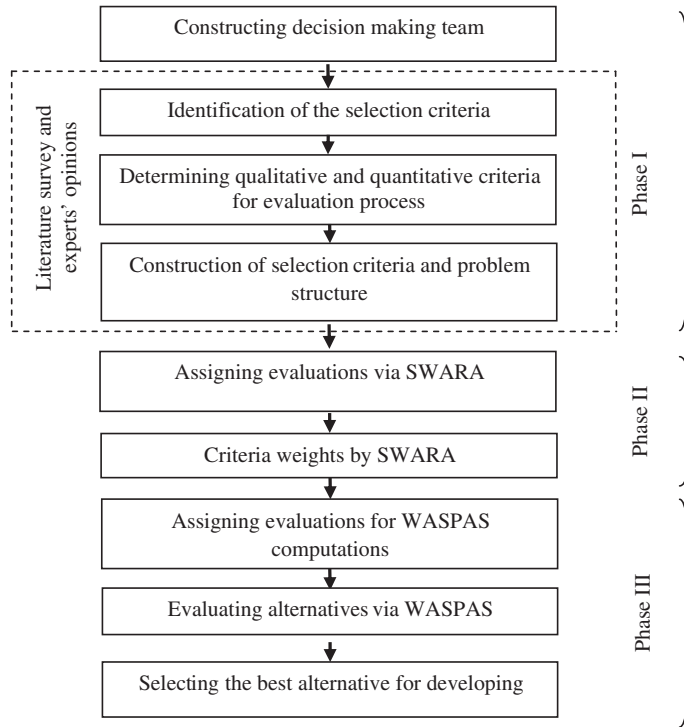 Constructing decision making team
Literature survey and
experts’ opinions
Identification of the selection criteria
Determining qualitative and quantitative criteria
for evaluation process
Construction of selection criteria and problem
structure
Phase I
Assigning evaluations via SWARA
Criteria weights by SWARA
Phase II
Assigning evaluations for WASPAS
computations
Evaluating alternatives via WASPAS
Selecting the best alternative for developing
Phase III